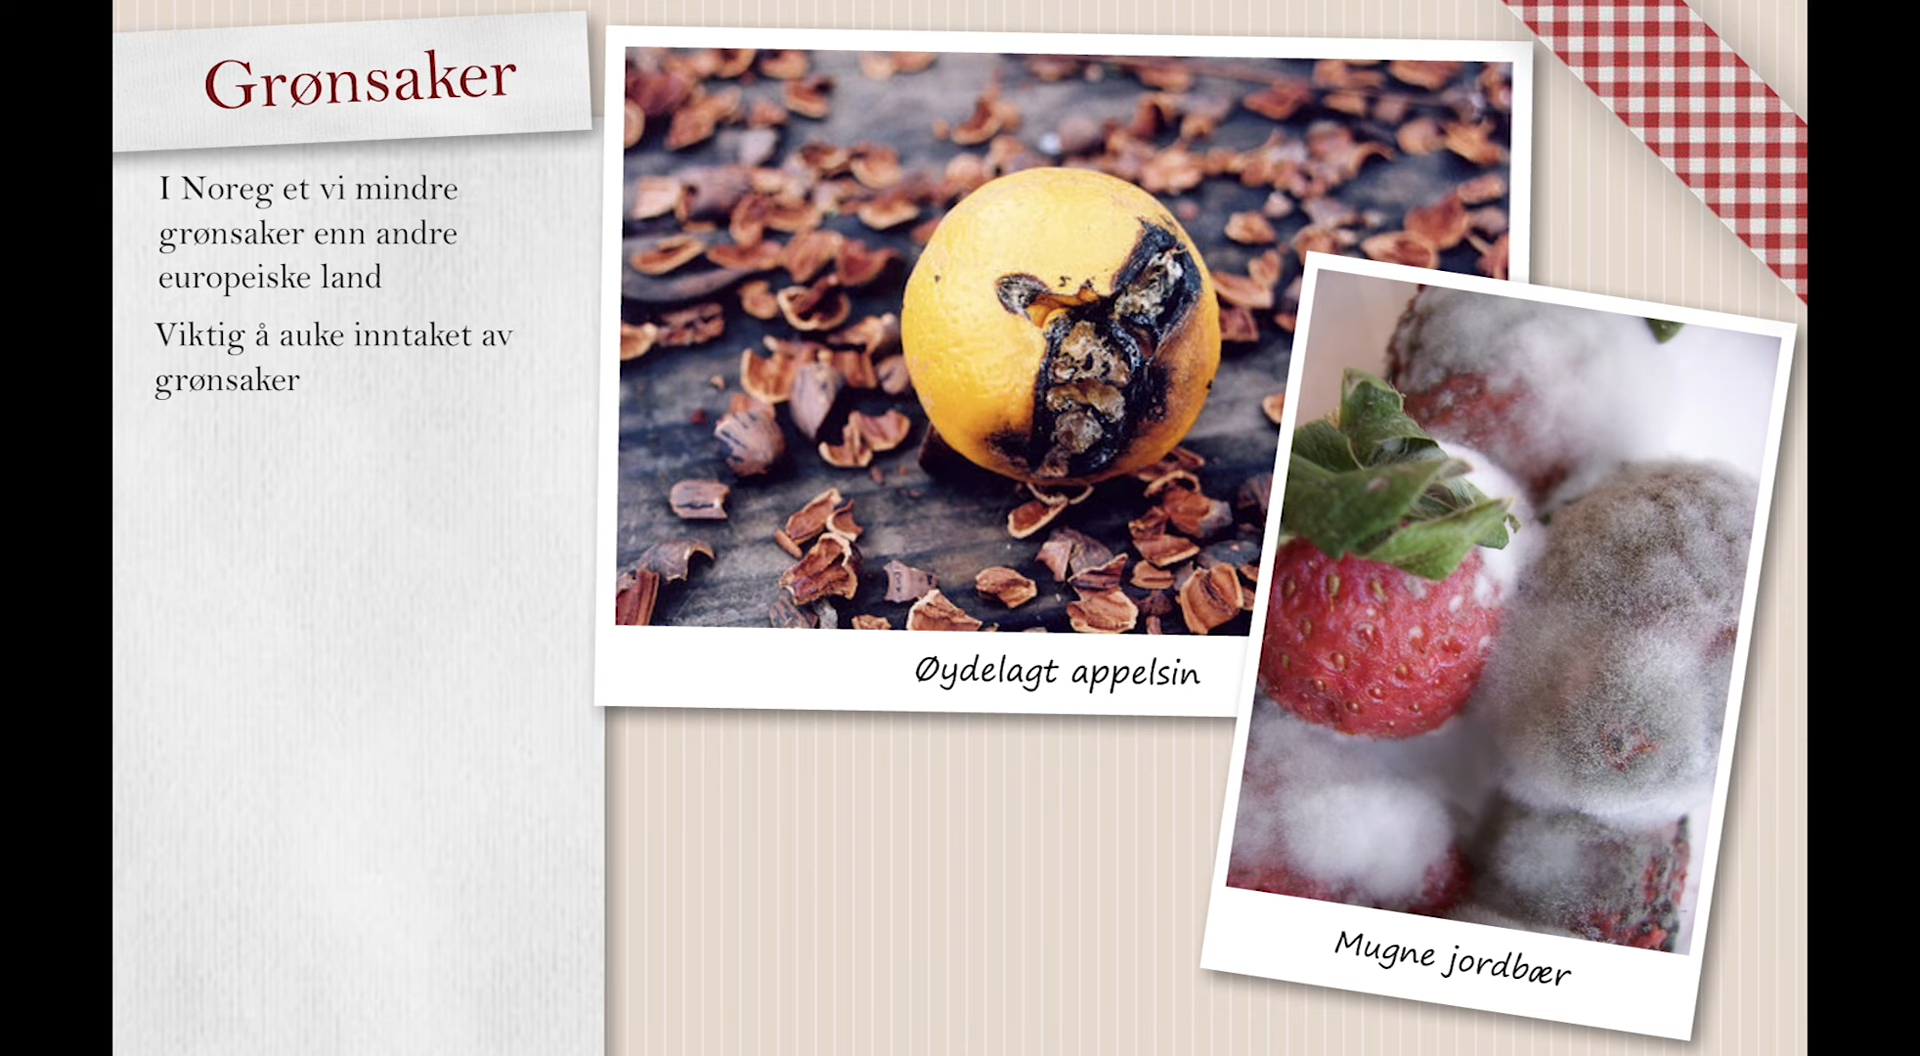 Grønsaker
I Noreg et vi mindre
grønsaker enn andre
europeiske land
Viktig å auke inntaket av
grønsaker
Øydelagt appelsin
Mugne jordbær